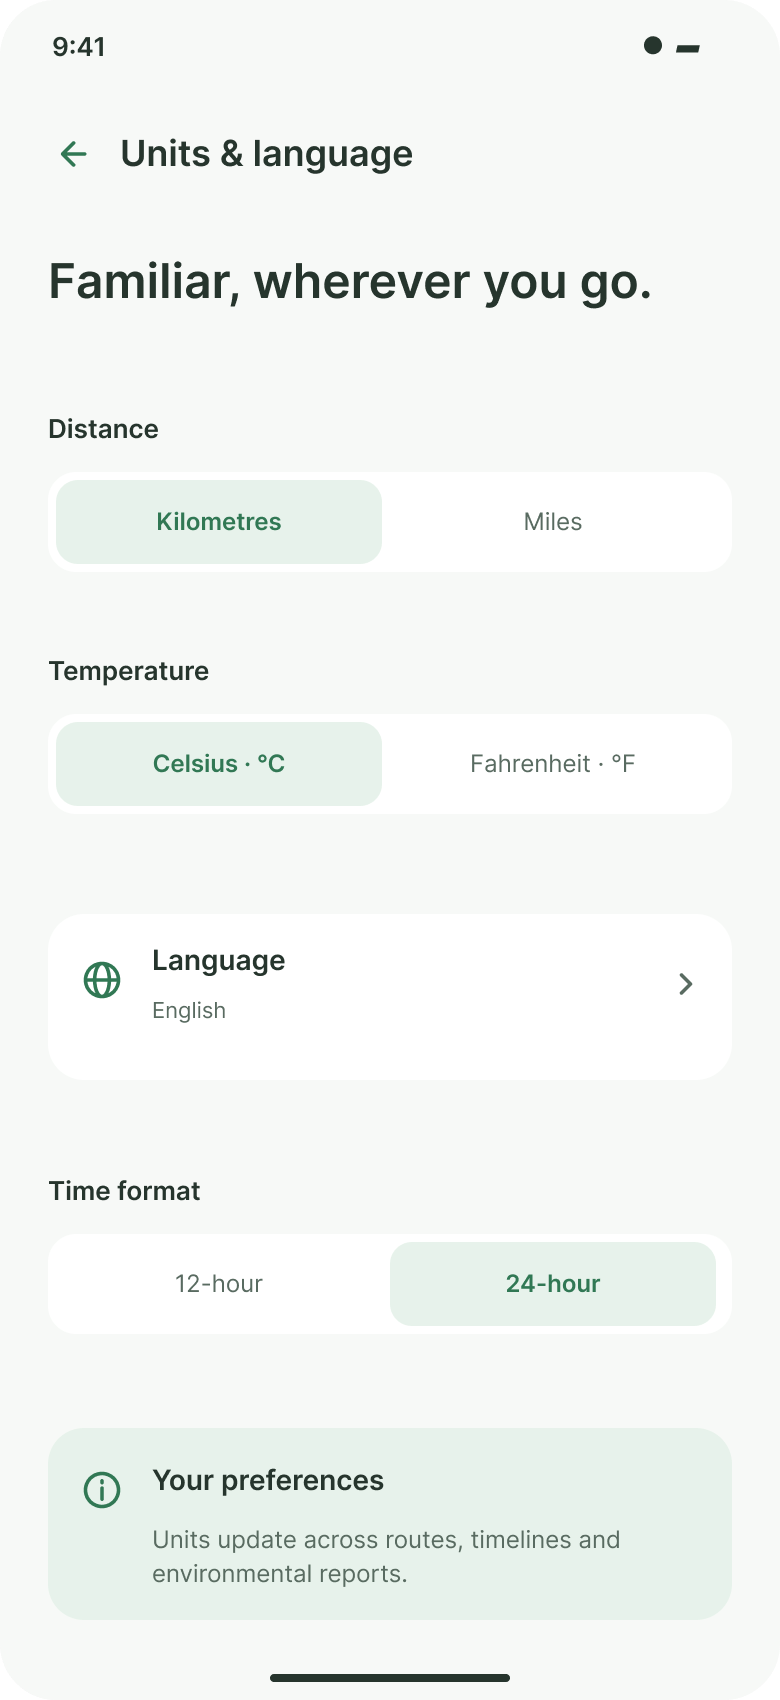 9:41
Units & language
Familiar, wherever you go.
Distance
Kilometres
Miles
Temperature
Celsius · °C
Fahrenheit · °F
Language
English
Time format
12-hour
24-hour
Your preferences
Units update across routes, timelines and
environmental reports.